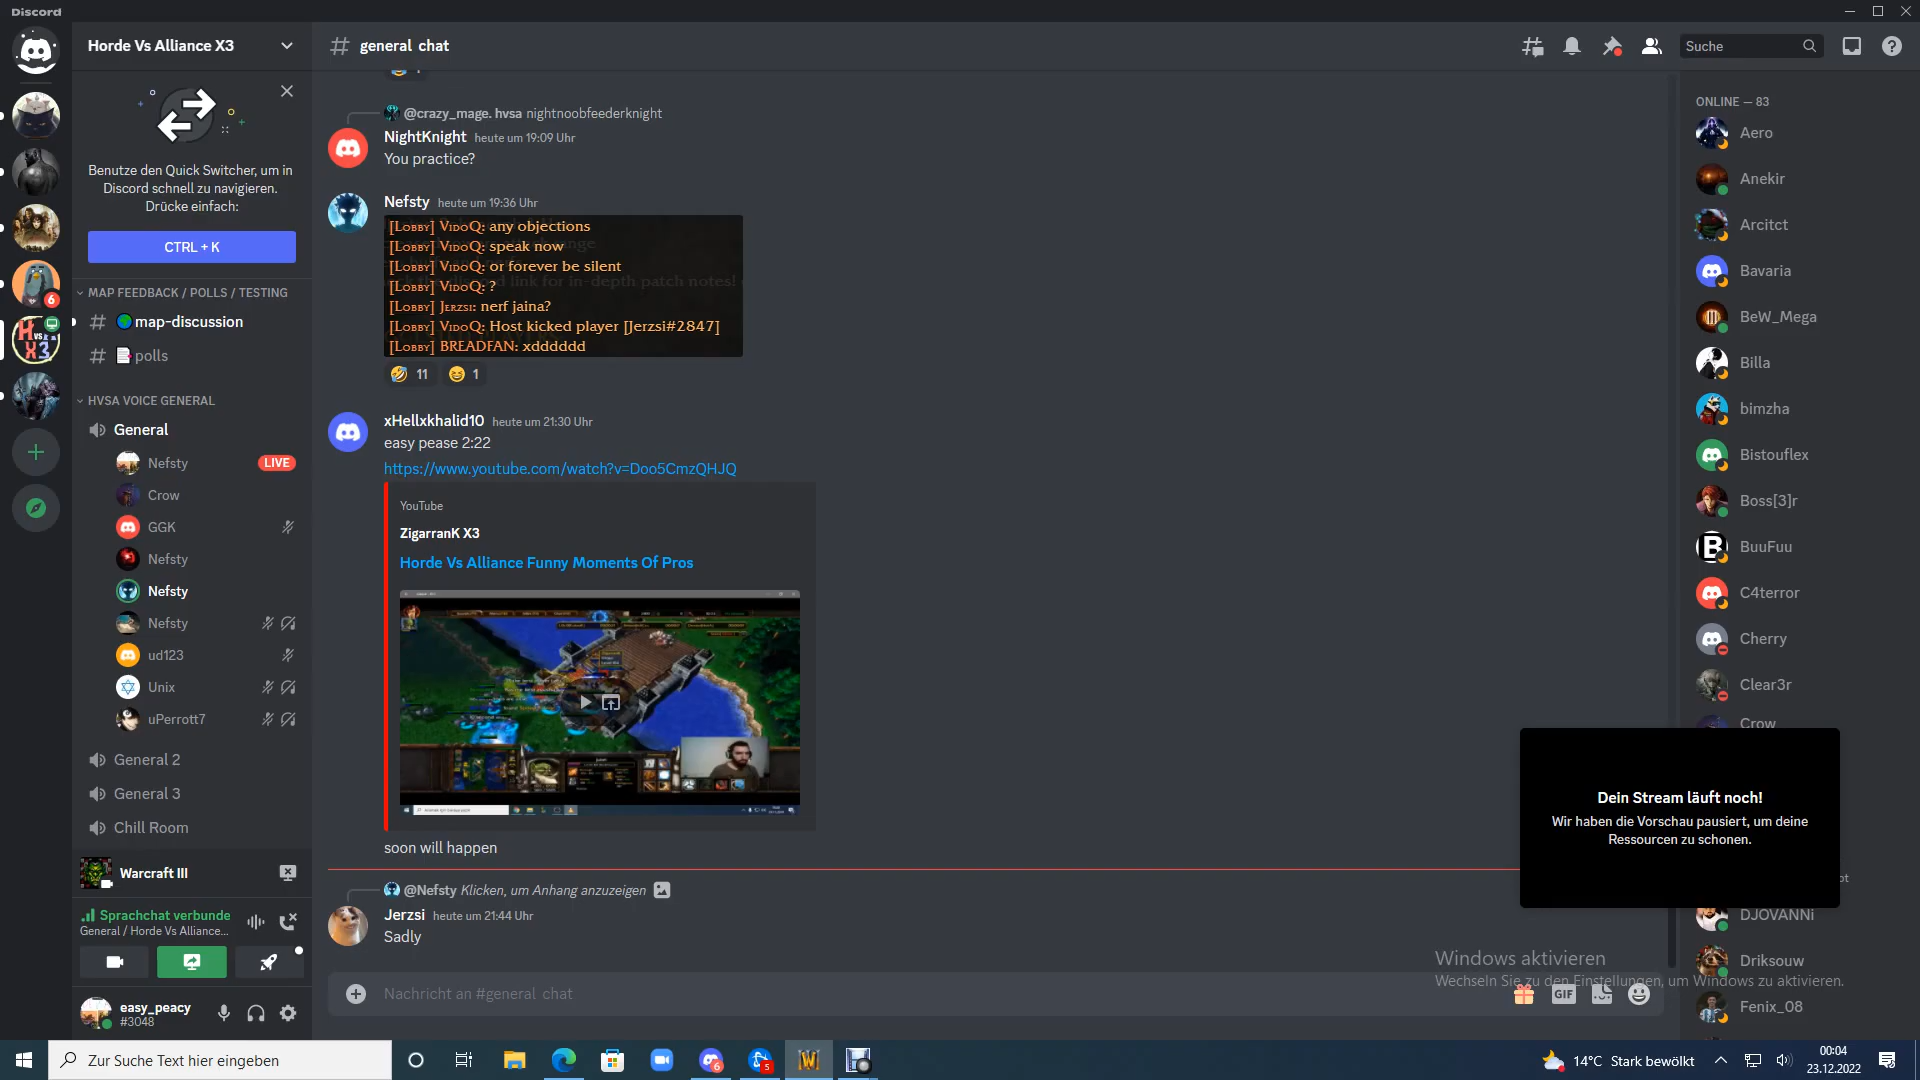 Discord
Horde Vs Alliance X3
Benutze den Quick Switcher, um in
Discord schnell zu navigieren.
Drücke einfach:
CTRL + K
MAP FEEDBACK / POLLS / TESTING
map-discussion
polls
HVSA VOICE GENERAL
General
Nefsty
LIVE
Crow
GGK
Nefsty
Nefsty
Nefsty
ud123
Unix
uPerrott7
General 2
General 3
Chill Room
Warcraft III
Sprachchat verbunde
General / Horde Vs Alliance...
easy_peacy
#3048
6
general chat
Suche
@crazy_mage. hvsa nightnoobfeederknight
NightKnight heute um 19:09 Uhr
You practice?
Nefsty heute um 19:36 Uhr
[Lobby] VidoQ: any objections
[Lobby] VidoQ: speak now
[Lobby] VidoQ: or forever be silent
link for in-depth patch notes!
[Lobby] VidoQ: ?
[Lobby] Jerzsi: nerf jaina?
[Lobby] VidoQ: Host kicked player [Jerzsi#2847]
[Lobby] BREADFAN: xdddddd
11
1
xHellxkhalid10 heute um 21:30 Uhr
easy pease 2:22
https://www.youtube.com/watch?v=Doo5CmzQHJQ
YouTube
ZigarranK X3
Horde Vs Alliance Funny Moments Of Pros
soon will happen
@Nefsty Klicken, um Anhang anzuzeigen
Jerzsi heute um 21:44 Uhr
Sadly
Nachricht an #general chat
GIF
ONLINE — 83
Aero
Anekir
Arcitct
Bavaria
BeW_Mega
Billa
bimzha
Bistouflex
Boss[3]r
BuuFuu
C4terror
Cherry
Clear3r
Crow
Dein Stream läuft noch!
Wir haben die Vorschau pausiert, um deine
Ressourcen zu schonen.
DJOVANNi
Driksouw
Fenix_08
Windows aktivieren
Wechseln Sie zu den Einstellungen, um Windows zu aktivieren.
Zur Suche Text hier eingeben
6
5
14°C Stark bewölkt
00:04
23.12.2022